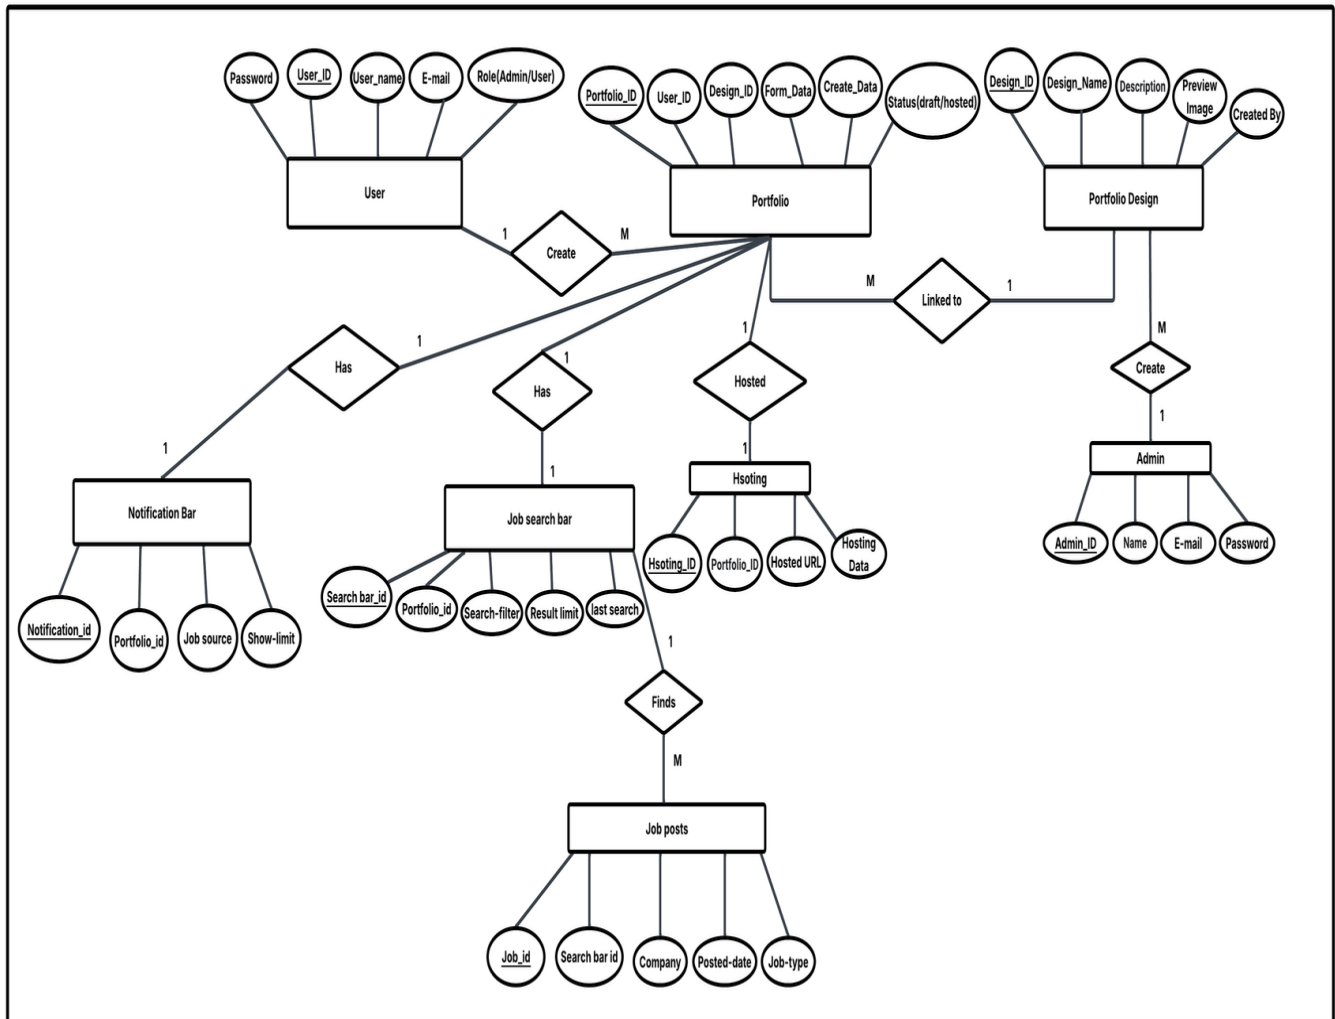 Password
User_ID
User_name
E-mail
Role(Admin/User)
Portfolio_ID
User_ID
Design_ID
Form_Data
Create_Data
Status(draft/hosted)
Design_ID
Design_Name
Description
Preview
Image
Created By
User
Portfolio
Portfolio Design
1
Create
M
M
Linked to
1
1
Has
1
1
Has
1
1
Hosted
1
M
Create
1
Notification Bar
Job search bar
Hsoting
Admin
Notification_id
Portfolio_id
Job source
Show-limit
Search bar_id
Portfolio_id
Search-filter
Result limit
last search
Hsoting_ID
Portfolio_ID
Hosted URL
Hosting
Data
Admin_ID
Name
E-mail
Password
1
Finds
M
Job posts
Job_id
Search bar id
Company
Posted-date
Job-type